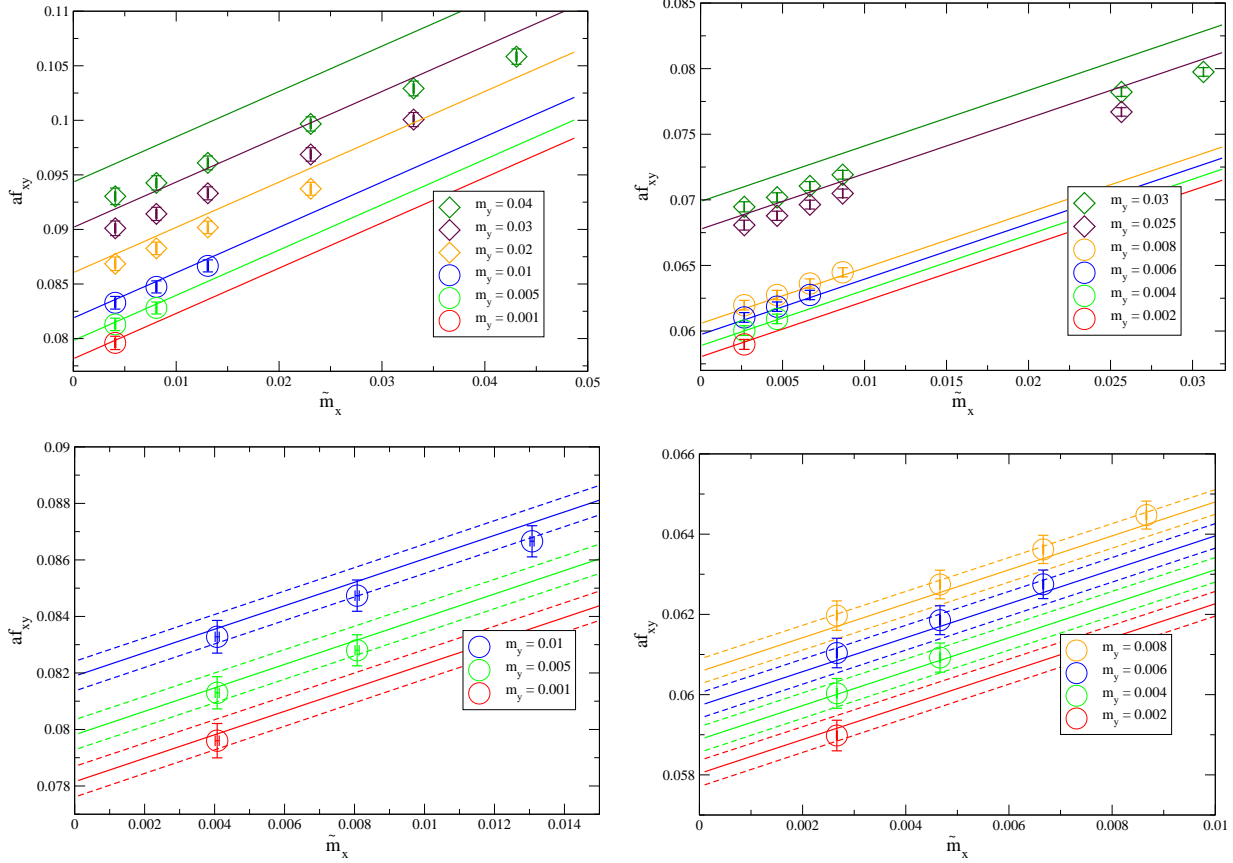 0.11
0.105
0.1
0.095
0.09
0.085
0.08
af_xy
0 0.01 0.02 0.03 0.04 0.05
m̃_x
m_y = 0.04
m_y = 0.03
m_y = 0.02
m_y = 0.01
m_y = 0.005
m_y = 0.001
0.085
0.08
0.075
0.07
0.065
0.06
af_xy
0 0.005 0.01 0.015 0.02 0.025 0.03
m̃_x
m_y = 0.03
m_y = 0.025
m_y = 0.008
m_y = 0.006
m_y = 0.004
m_y = 0.002
0.09
0.088
0.086
0.084
0.082
0.08
0.078
af_xy
0 0.002 0.004 0.006 0.008 0.01 0.012 0.014
m̃_x
m_y = 0.01
m_y = 0.005
m_y = 0.001
0.066
0.064
0.062
0.06
0.058
af_xy
0 0.002 0.004 0.006 0.008 0.01
m̃_x
m_y = 0.008
m_y = 0.006
m_y = 0.004
m_y = 0.002